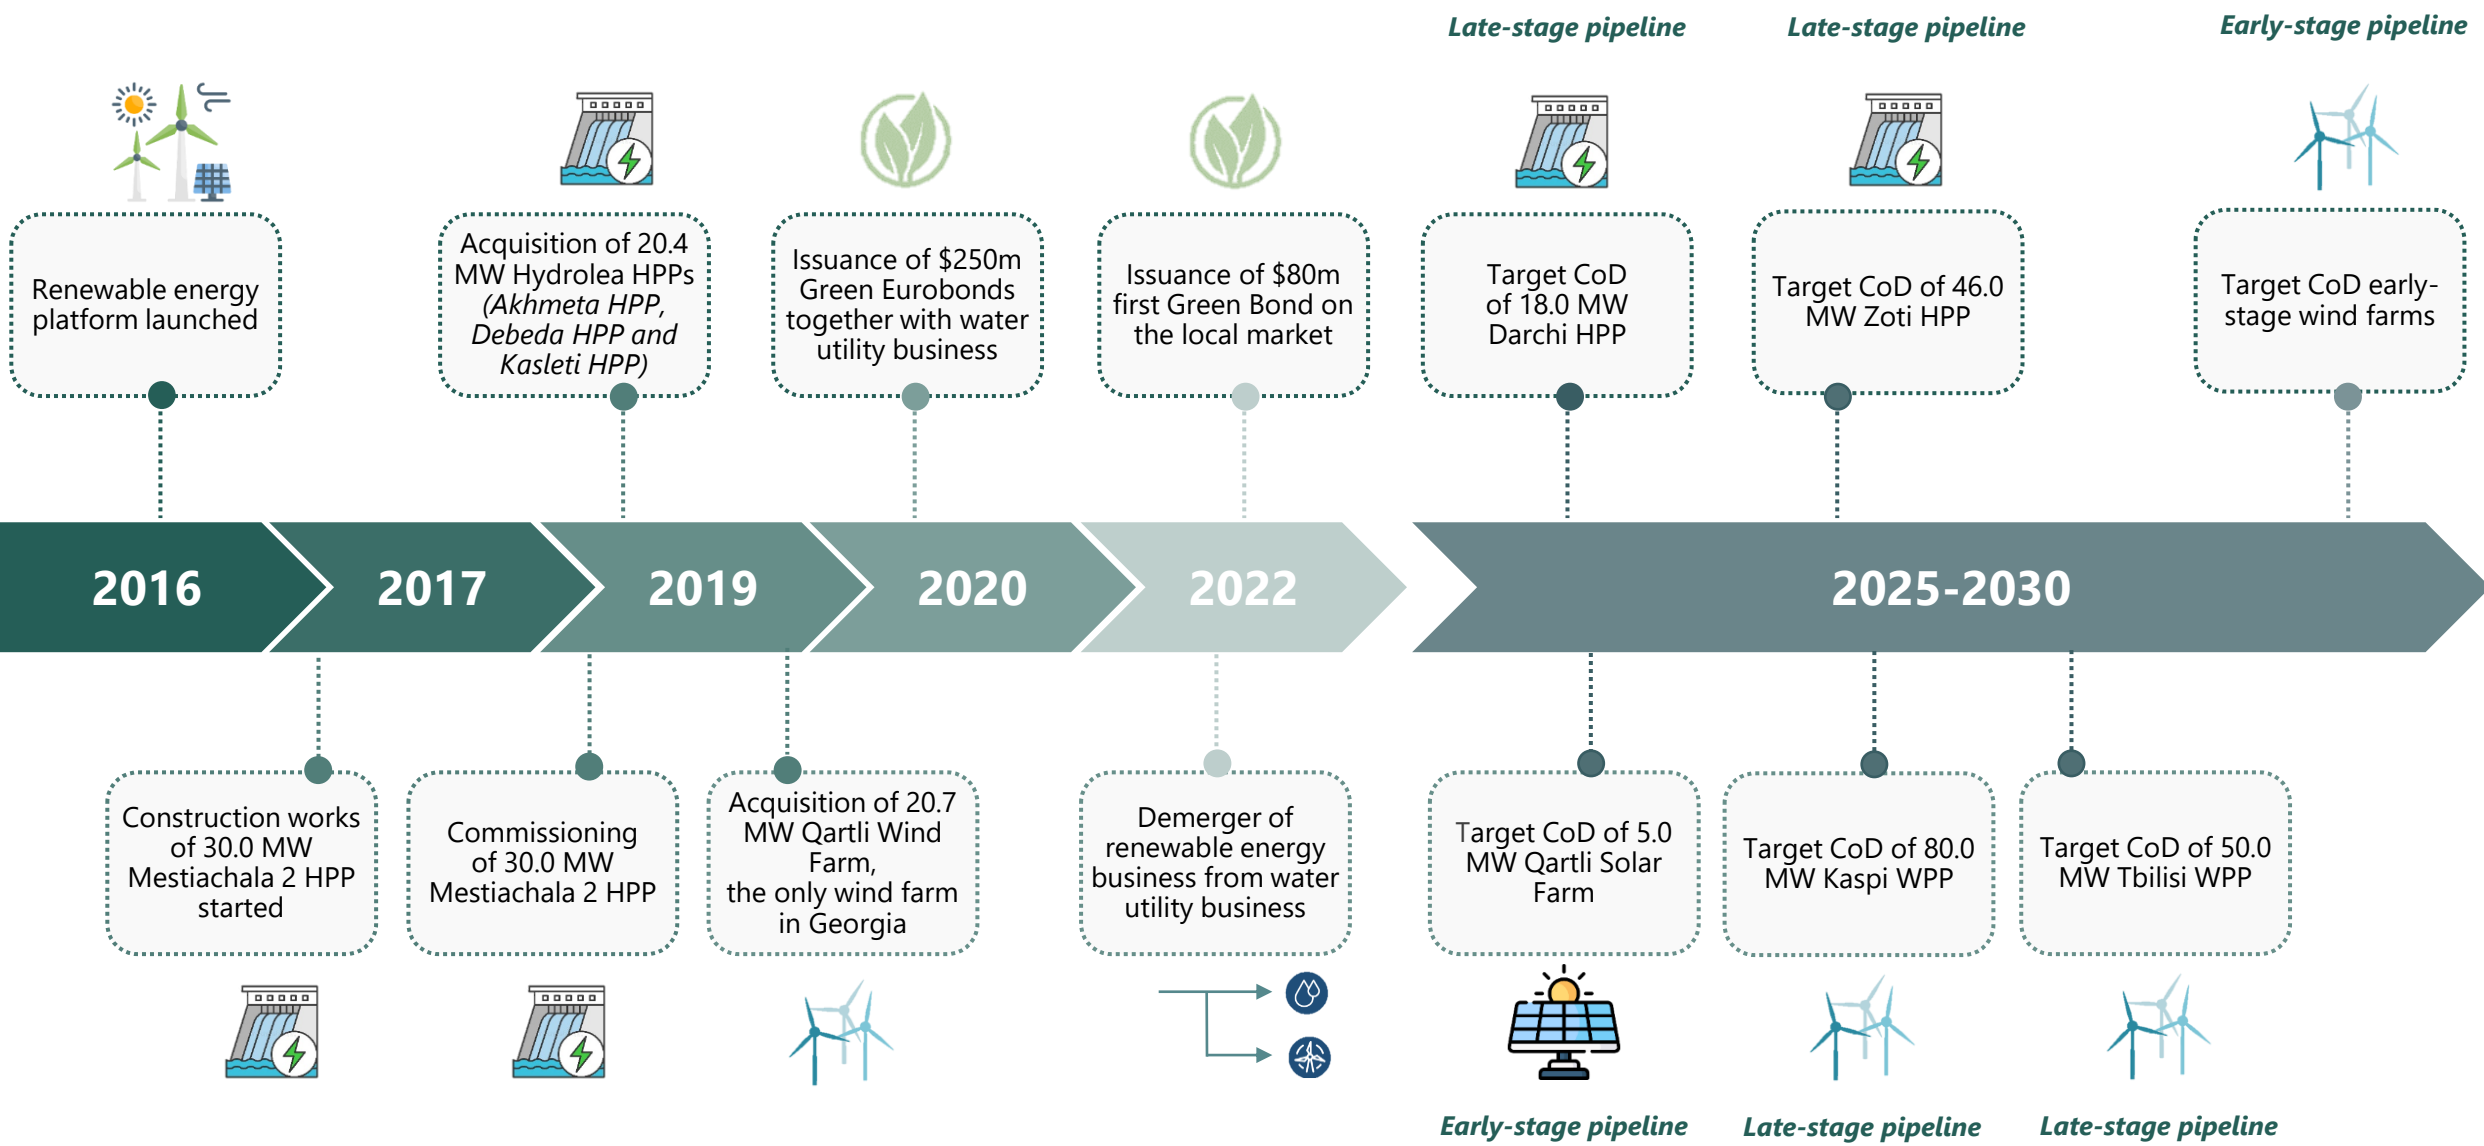 Late-stage pipeline
Late-stage pipeline
Early-stage pipeline
Renewable energy
platform launched
Acquisition of 20.4
MW Hydrolea HPPs
(Akhmeta HPP,
Debeda HPP and
Kasleti HPP)
Issuance of $250m
Green Eurobonds
together with water
utility business
Issuance of $80m
first Green Bond on
the local market
Target CoD
of 18.0 MW
Darchi HPP
Target CoD of 46.0
MW Zoti HPP
Target CoD early-
stage wind farms
2016
2017
2019
2020
2022
2025-2030
Construction works
of 30.0 MW
Mestiachala 2 HPP
started
Commissioning
of 30.0 MW
Mestiachala 2 HPP
Acquisition of 20.7
MW Qartli Wind
Farm,
the only wind farm
in Georgia
Demerger of
renewable energy
business from water
utility business
Target CoD of 5.0
MW Qartli Solar
Farm
Target CoD of 80.0
MW Kaspi WPP
Target CoD of 50.0
MW Tbilisi WPP
Early-stage pipeline
Late-stage pipeline
Late-stage pipeline